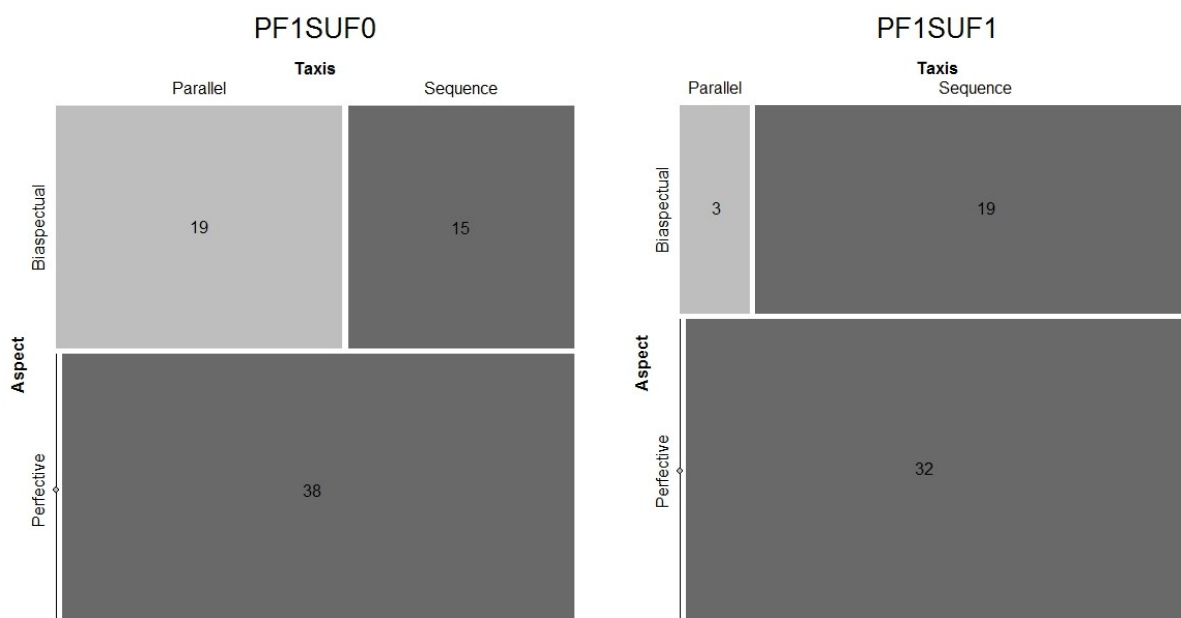 PF1SUF0
Taxis
Parallel Sequence
Aspect
Biaspectual
19 15
Perfective
38
PF1SUF1
Taxis
Parallel Sequence
Aspect
Biaspectual
3 19
Perfective
32